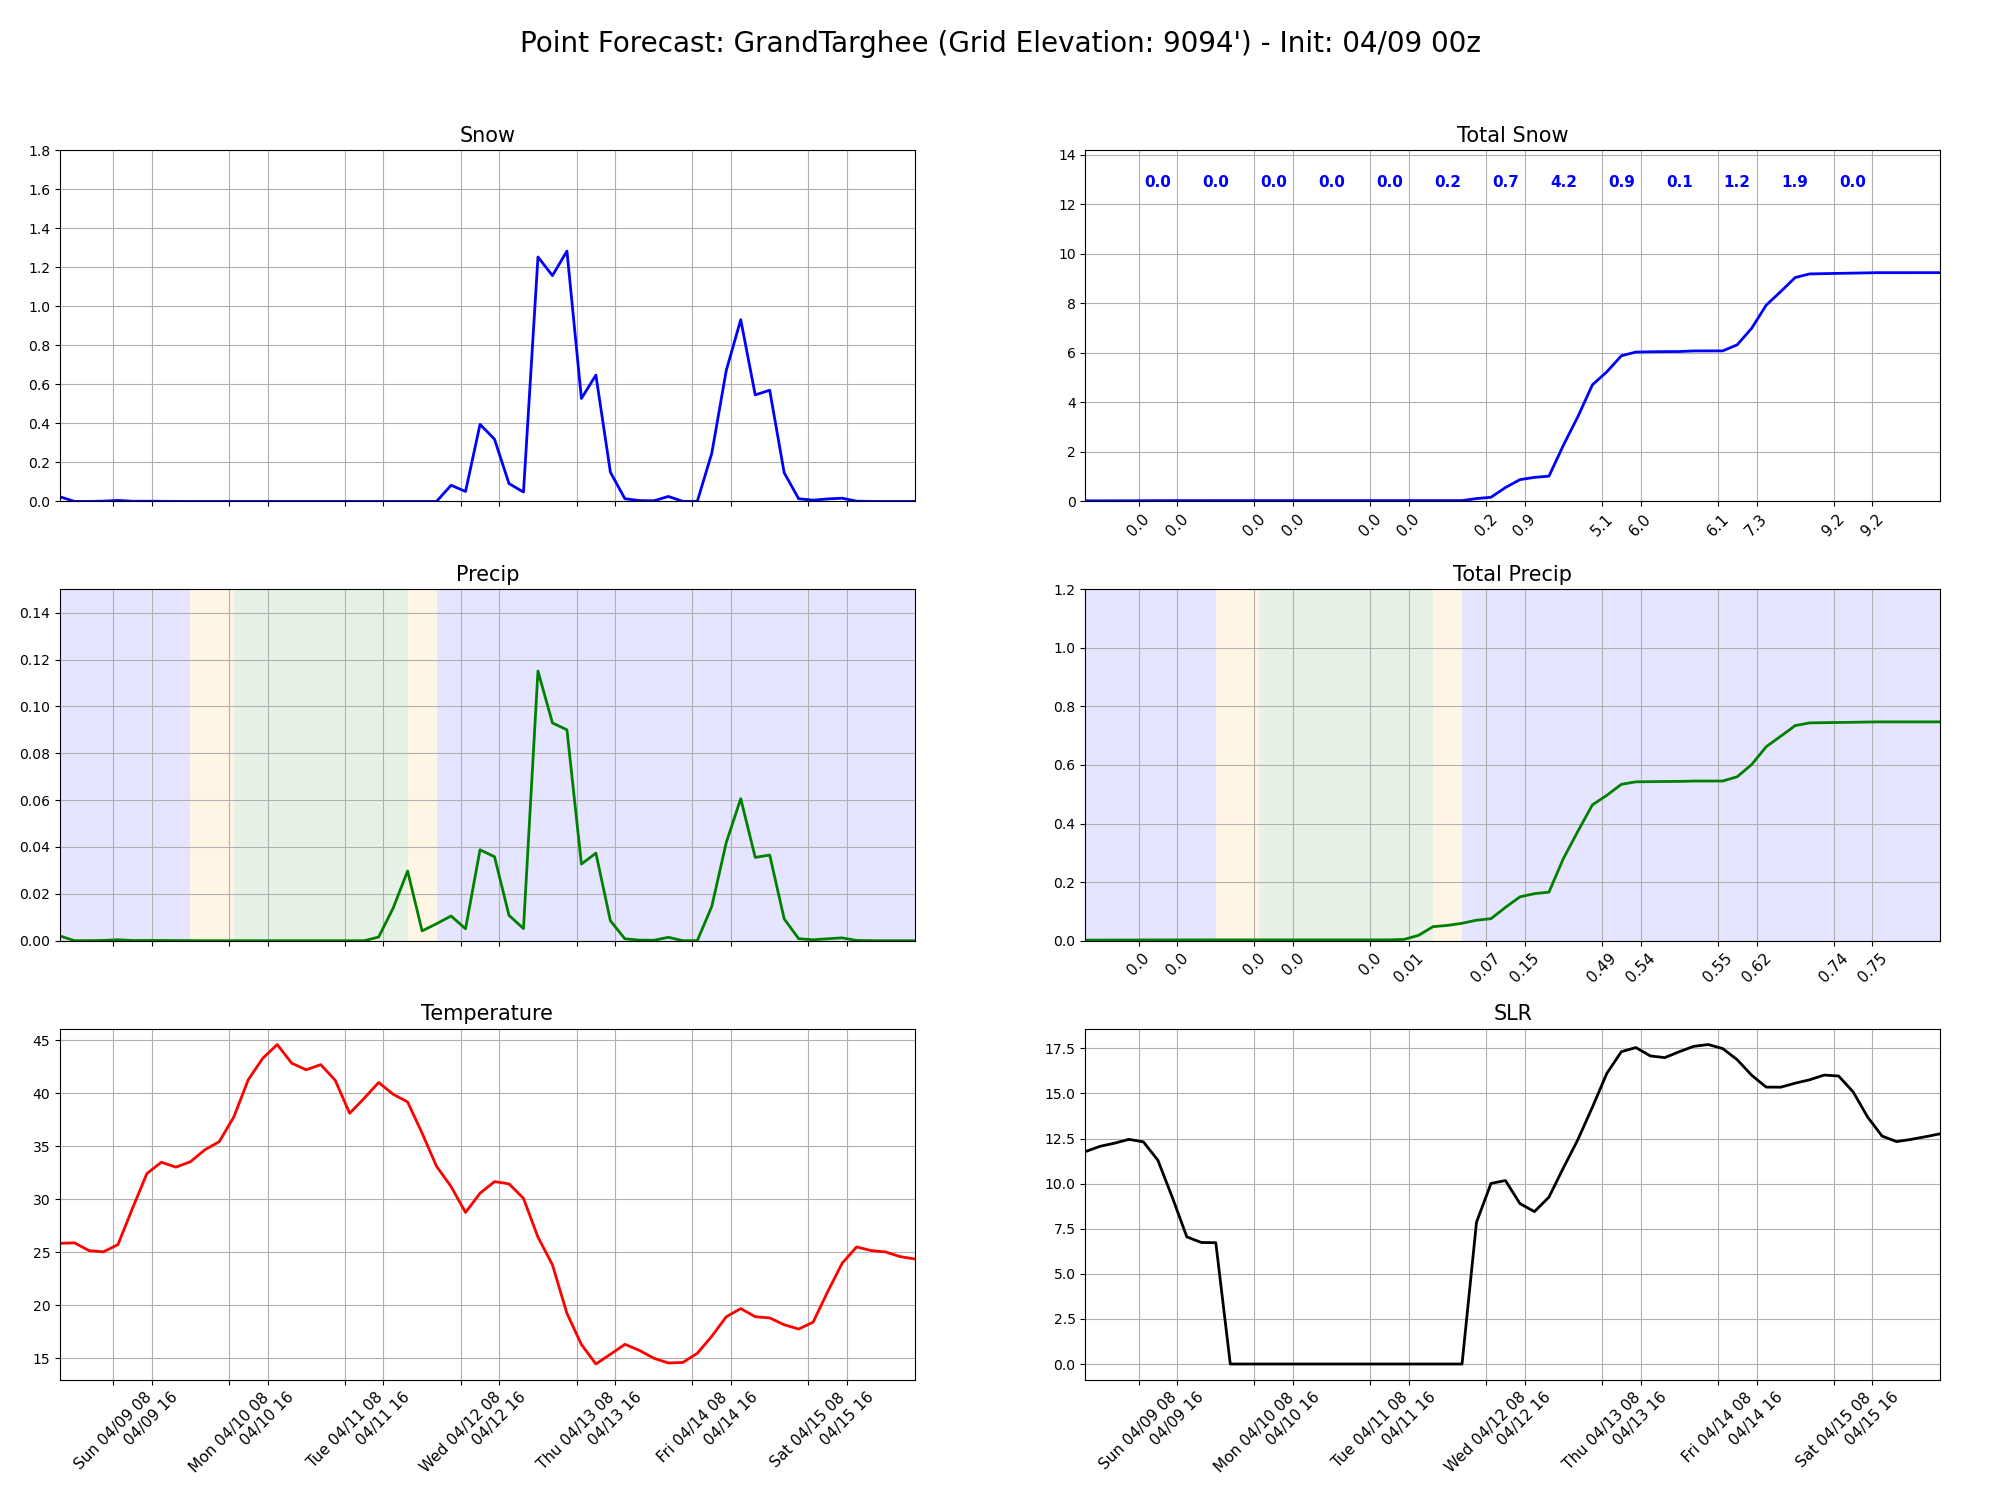 Point Forecast: GrandTarghee (Grid Elevation: 9094') - Init: 04/09 00z
Snow
1.8
1.6
1.4
1.2
1.0
0.8
0.6
0.4
0.2
0.0
Total Snow
14
12
10
8
6
4
2
0
0.0 0.0 0.0 0.0 0.0 0.2 0.7 4.2 0.9 0.1 1.2 1.9 0.0
0.0 0.0 0.0 0.0 0.0 0.0 0.2 0.9 5.1 6.0 6.1 7.3 9.2 9.2
Precip
0.14
0.12
0.10
0.08
0.06
0.04
0.02
0.00
Total Precip
1.2
1.0
0.8
0.6
0.4
0.2
0.0
0.0 0.0 0.0 0.0 0.0 0.01 0.07 0.15 0.49 0.54 0.55 0.62 0.74 0.75
Temperature
45
40
35
30
25
20
15
Sun 04/09 08
04/09 16
Mon 04/10 08
04/10 16
Tue 04/11 08
04/11 16
Wed 04/12 08
04/12 16
Thu 04/13 08
04/13 16
Fri 04/14 08
04/14 16
Sat 04/15 08
04/15 16
SLR
17.5
15.0
12.5
10.0
7.5
5.0
2.5
0.0
Sun 04/09 08
04/09 16
Mon 04/10 08
04/10 16
Tue 04/11 08
04/11 16
Wed 04/12 08
04/12 16
Thu 04/13 08
04/13 16
Fri 04/14 08
04/14 16
Sat 04/15 08
04/15 16